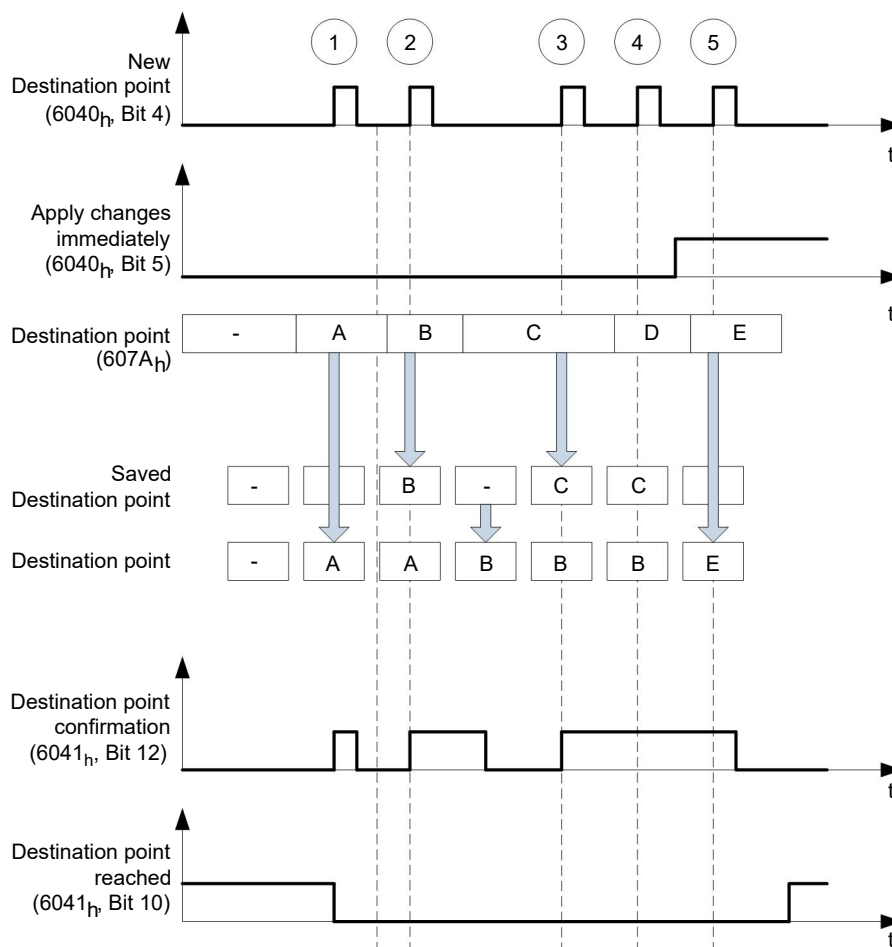 1 2 3 4 5
New
Destination point
(6040h, Bit 4)
t
Apply changes
immediately
(6040h, Bit 5)
t
Destination point
(607Ah)
- A B C D E
Saved
Destination point
- B - C C
Destination point
- A A B B B E
Destination point
confirmation
(6041h, Bit 12)
t
Destination point
reached
(6041h, Bit 10)
t